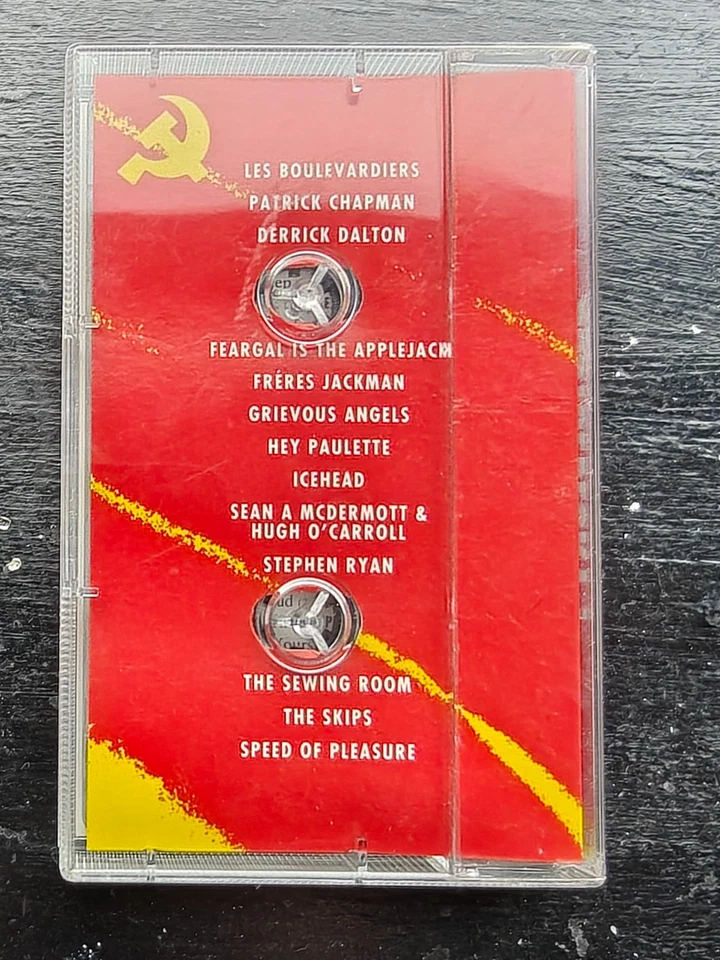 LES BOULEVARDIERS
PATRICK CHAPMAN
DERRICK DALTON
ep
FEARGAL IS THE APPLEJACK
FRÉRES JACKMAN
GRIEVOUS ANGELS
HEY PAULETTE
ICEHEAD
SEAN A MCDERMOTT &
HUGH O'CARROLL
STEPHEN RYAN
THE SEWING ROOM
THE SKIPS
SPEED OF PLEASURE